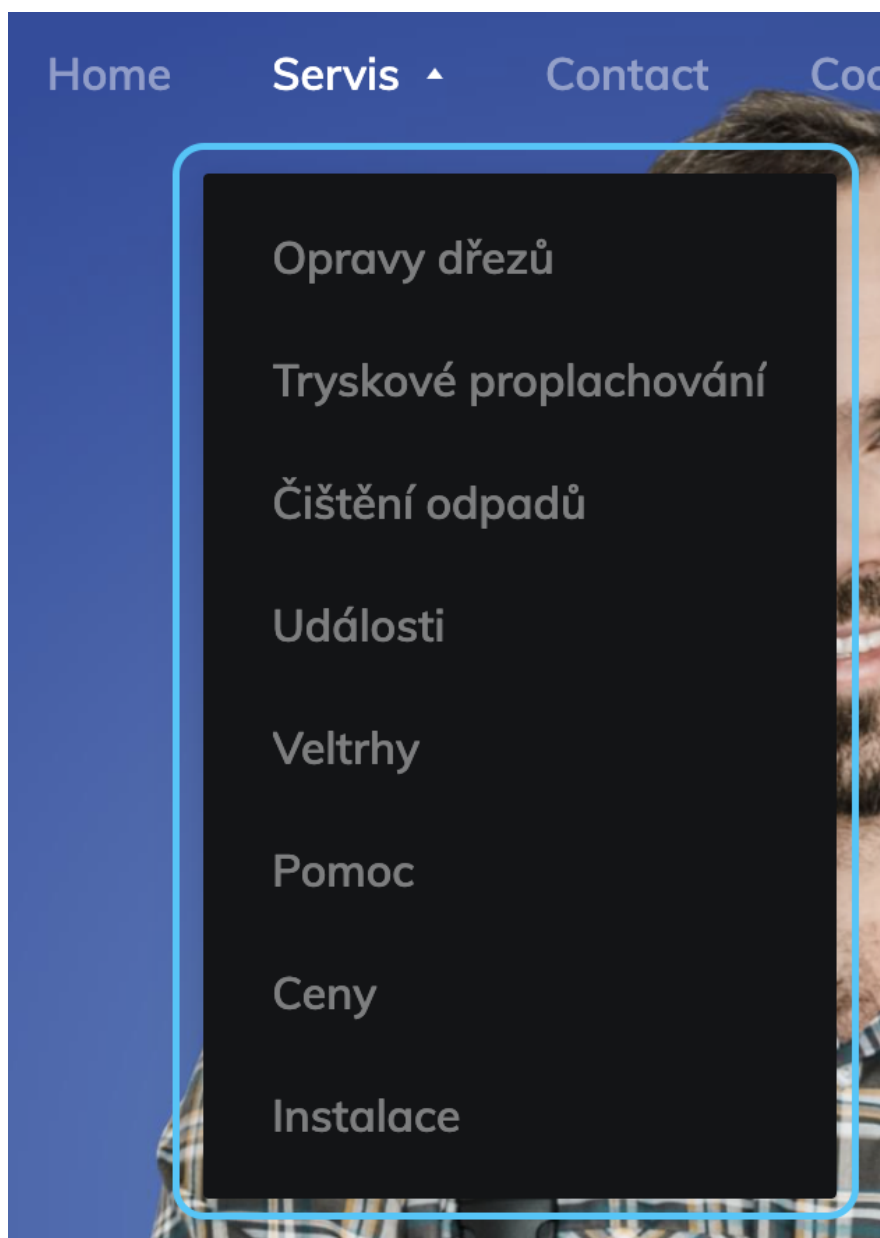 Home Servis Contact
Opravy dřezů
Tryskové proplachování
Čištění odpadů
Události
Veltrhy
Pomoc
Ceny
Instalace